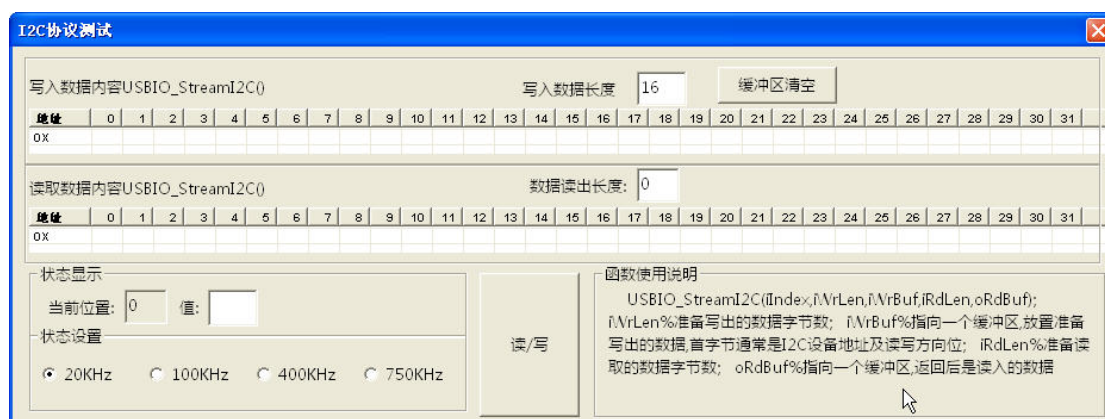 I2C协议测试
写入数据内容USBIO_StreamI2C() 写入数据长度 16 缓冲区清空
地址 0 1 2 3 4 5 6 7 8 9 10 11 12 13 14 15 16 17 18 19 20 21 22 23 24 25 26 27 28 29 30 31
0X
读取数据内容USBIO_StreamI2C() 数据读出长度: 0
地址 0 1 2 3 4 5 6 7 8 9 10 11 12 13 14 15 16 17 18 19 20 21 22 23 24 25 26 27 28 29 30 31
0X
状态显示
当前位置: 0 值:
状态设置
20KHz 100KHz 400KHz 750KHz
读/写
函数使用说明
USBIO_StreamI2C(iIndex,iWrLen,iWrBuf,iRdLen,oRdBuf);
iWrLen%准备写出的数据字节数; iWrBuf%指向一个缓冲区,放置准备
写出的数据,首字节通常是I2C设备地址及读写方向位; iRdLen%准备读
取的数据字节数; oRdBuf%指向一个缓冲区,返回后是读入的数据